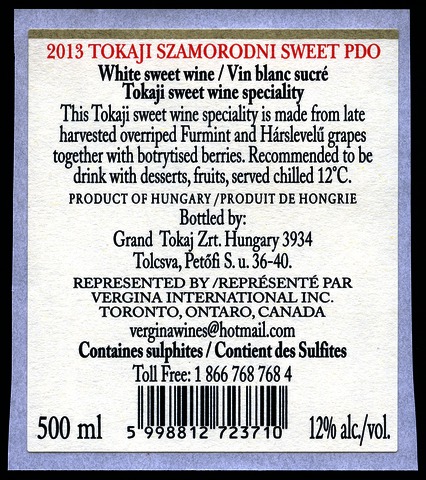 2013 TOKAJI SZAMORODNI SWEET PDO
White sweet wine / Vin blanc sucré
Tokaji sweet wine speciality
This Tokaji sweet wine speciality is made from late
harvested overriped Furmint and Hárslevelű grapes
together with botrytised berries. Recommended to be
drink with desserts, fruits, served chilled 12°C.
PRODUCT OF HUNGARY /PRODUIT DE HONGRIE
Bottled by:
Grand Tokaj Zrt. Hungary 3934
Tolcsva, Petőfi S. u. 36-40.
REPRESENTED BY /REPRÉSENTÉ PAR
VERGINA INTERNATIONAL INC.
TORONTO, ONTARO, CANADA
verginawines@hotmail.com
Containes sulphites / Contient des Sulfites
Toll Free: 1 866 768 768 4
500 ml 5 998812 723710 12% alc./vol.